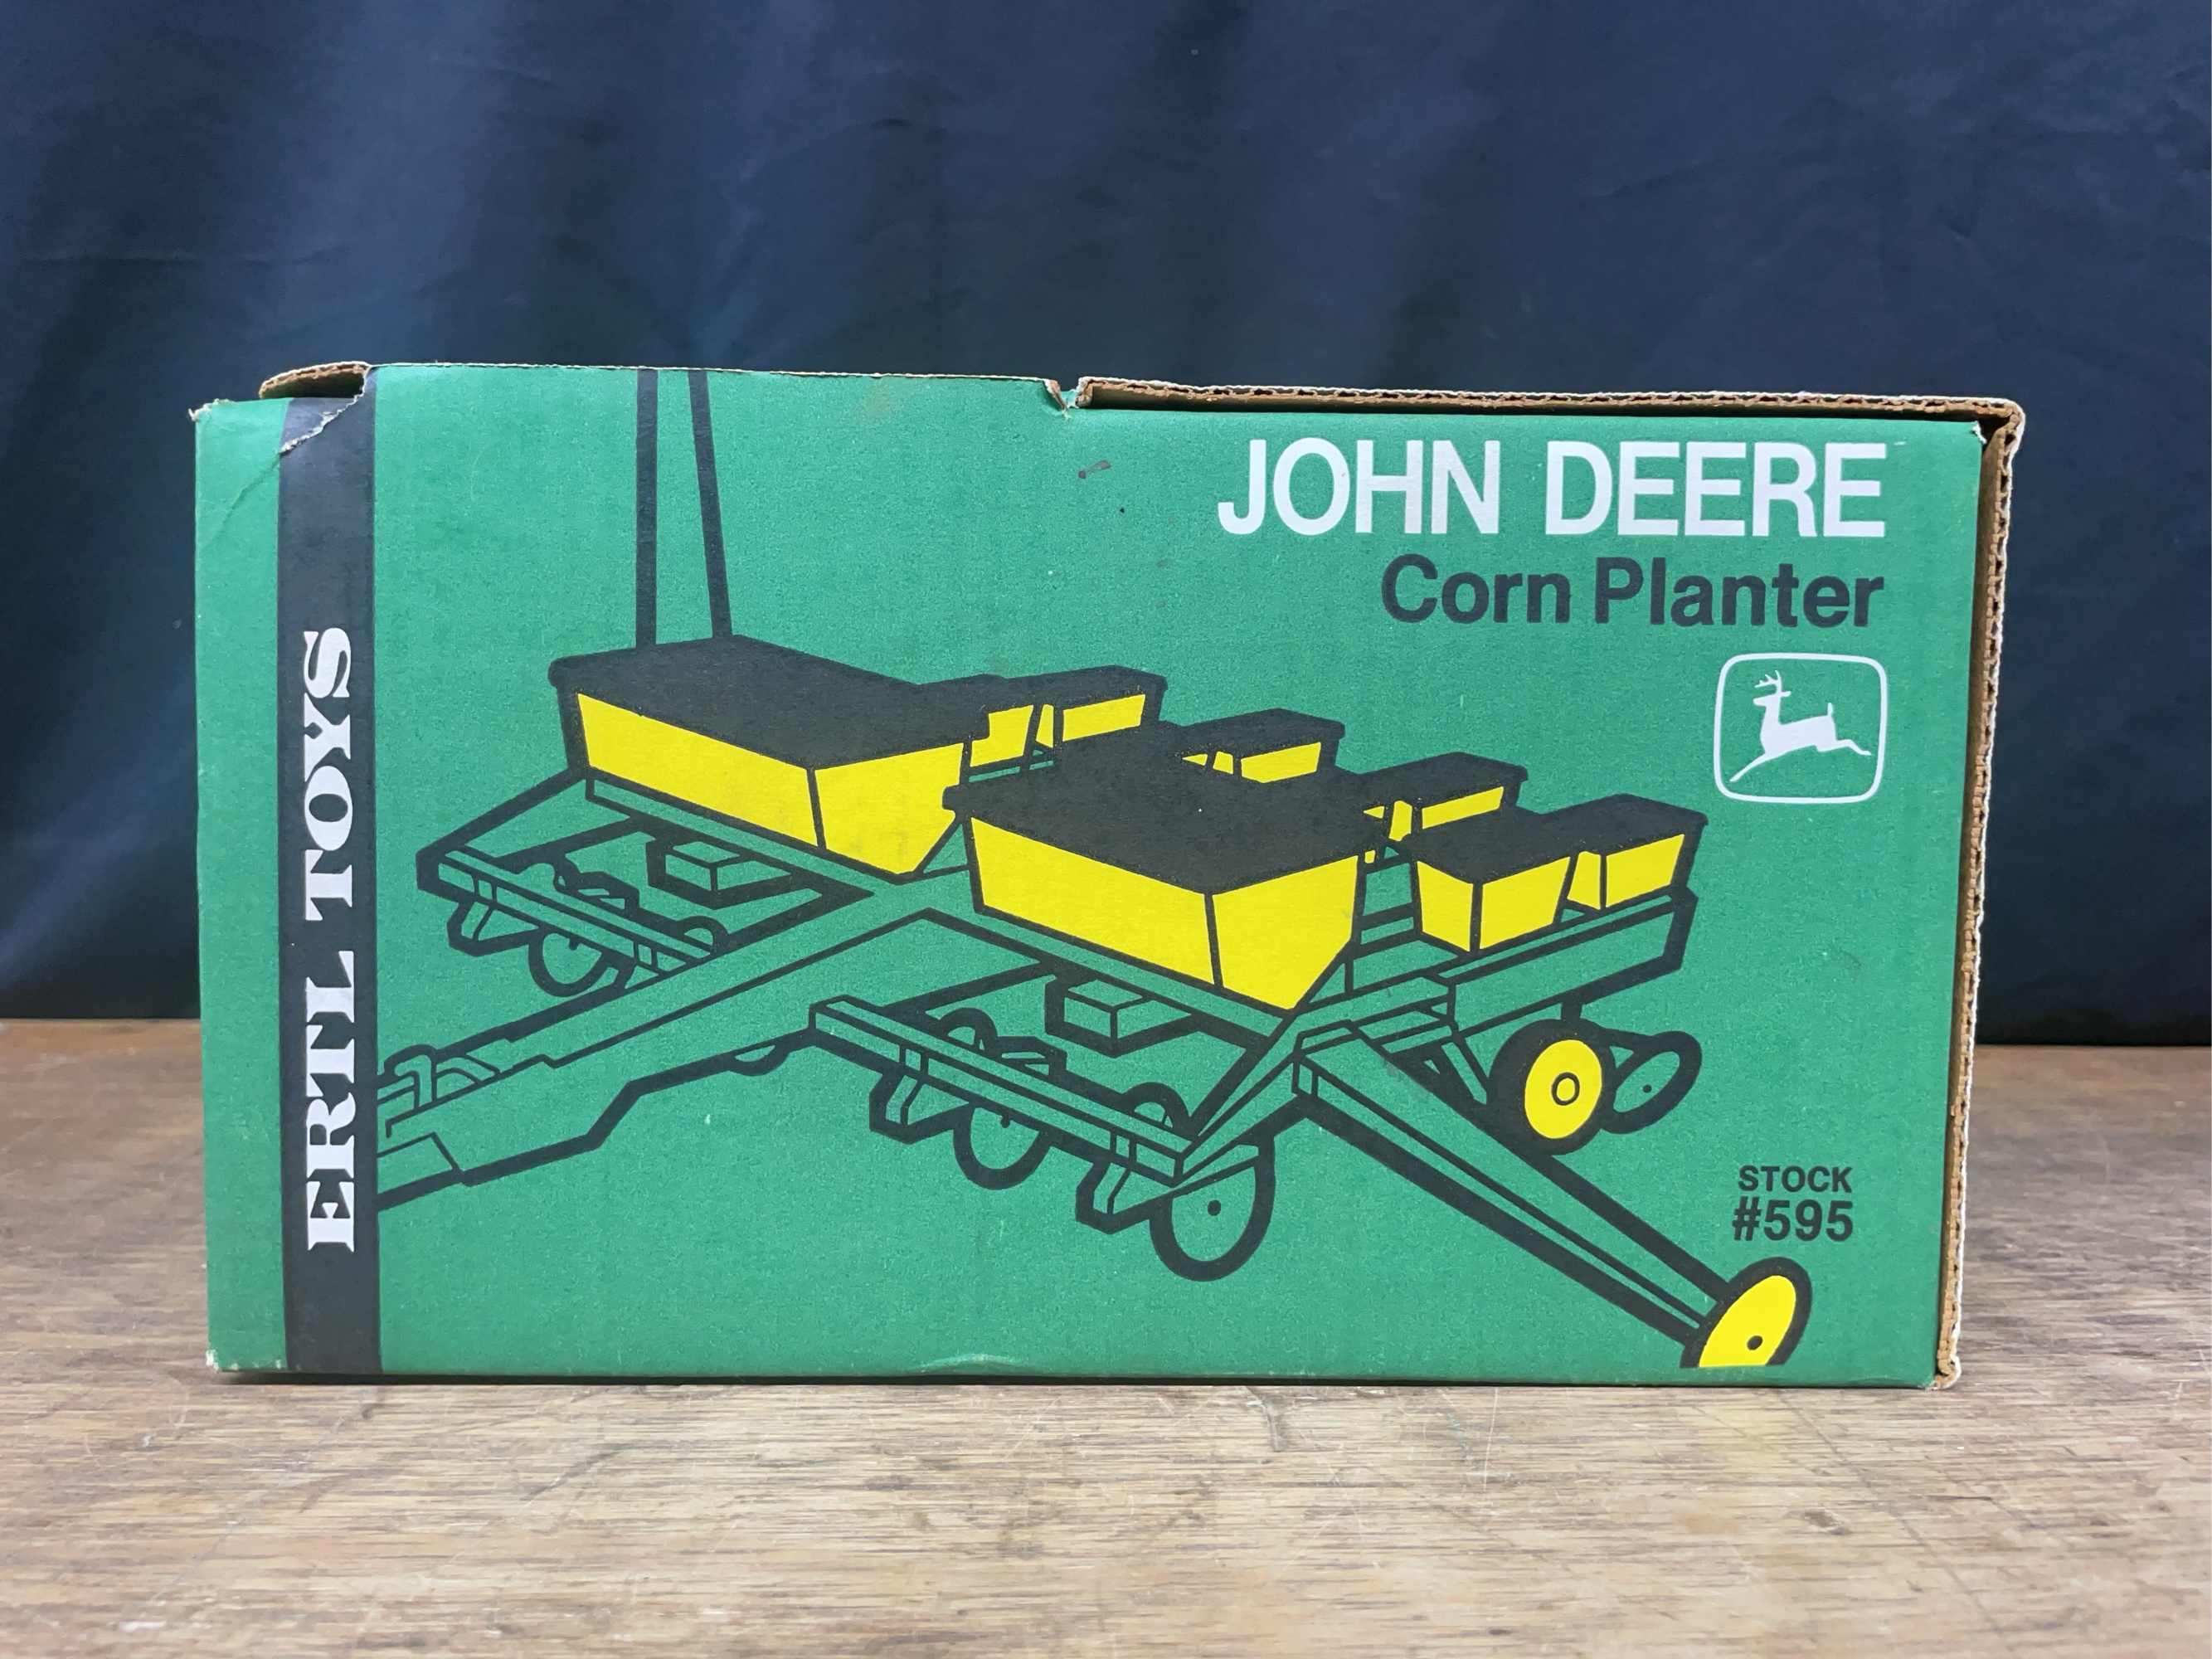 JOHN DEERE
Corn Planter
ERTL TOYS
STOCK
#595